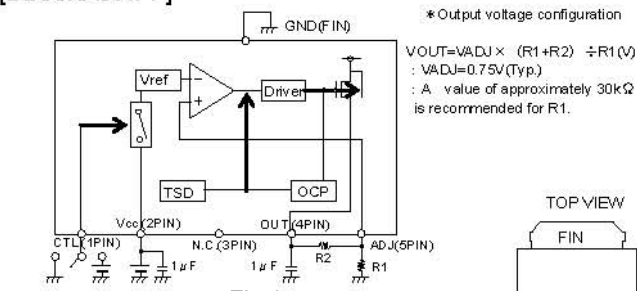 GND(FIN)
*Output voltage configuration
VOUT=VADJ× (R1+R2) ÷R1(V)
: VADJ=0.75V(Typ.)
: A value of approximately 30kΩ
is recommended for R1.
Vref
Driver
TSD
OCP
Vcc(2PIN)
OUT(4PIN)
CTL(1PIN)
N.C.(3PIN)
ADJ(5PIN)
1μF
1μF
R2
R1
TOP VIEW
FIN